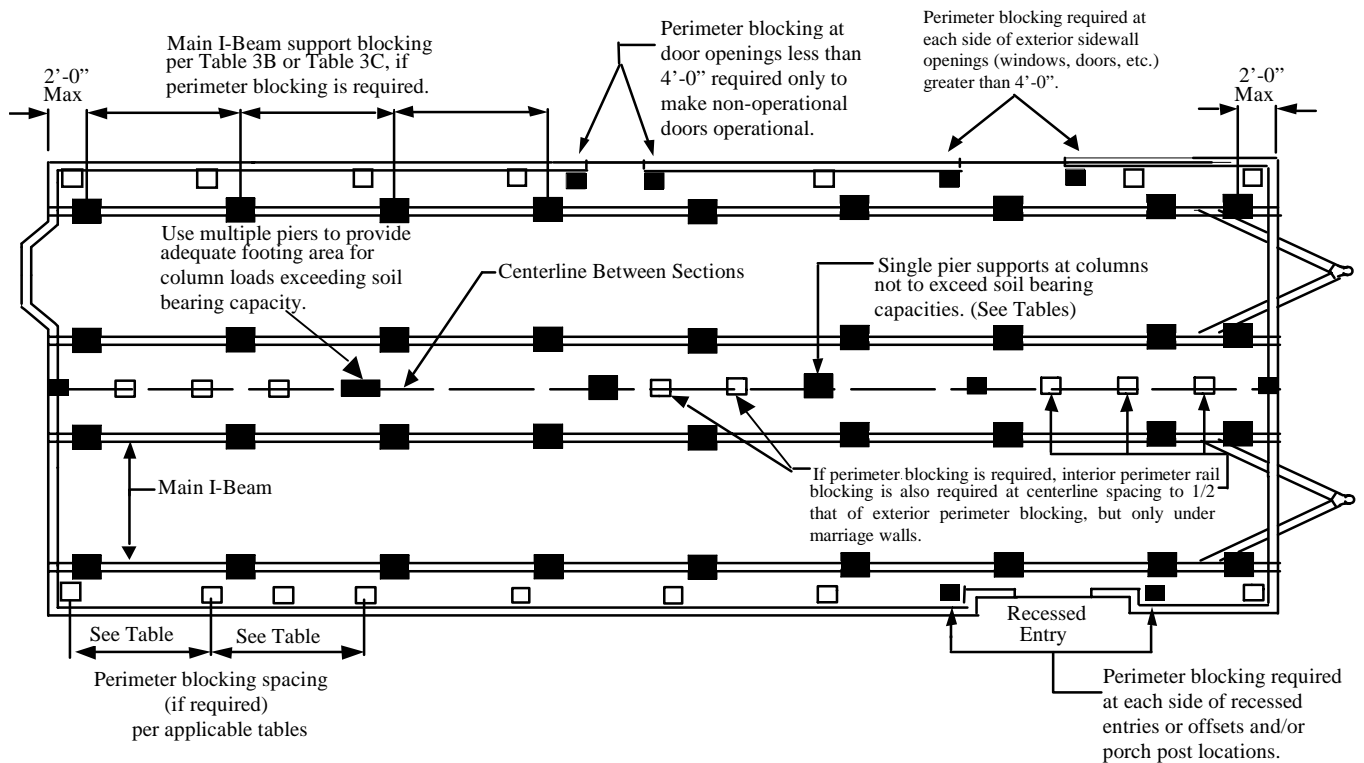 Main I-Beam support blocking
per Table 3B or Table 3C, if
perimeter blocking is required.
2’-0”
Max
Perimeter blocking at
door openings less than
4’-0” required only to
make non-operational
doors operational.
Perimeter blocking required at
each side of exterior sidewall
openings (windows, doors, etc.)
greater than 4’-0”.
2’-0”
Max
Use multiple piers to provide
adequate footing area for
column loads exceeding soil
bearing capacity.
Centerline Between Sections
Single pier supports at columns
not to exceed soil bearing
capacities. (See Tables)
Main I-Beam
If perimeter blocking is required, interior perimeter rail
blocking is also required at centerline spacing to 1/2
that of exterior perimeter blocking, but only under
marriage walls.
See Table
See Table
Perimeter blocking spacing
(if required)
per applicable tables
Recessed
Entry
Perimeter blocking required
at each side of recessed
entries or offsets and/or
porch post locations.